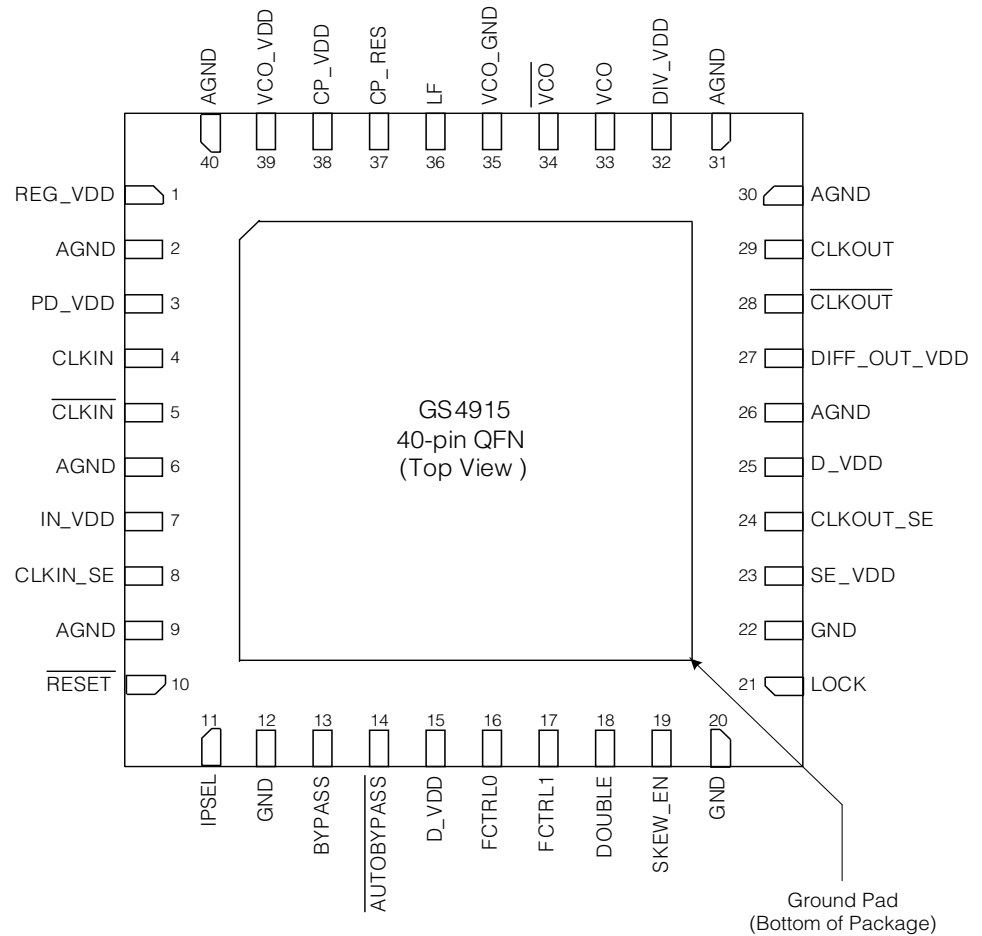 AGND
VCO_VDD
CP_VDD
CP_RES
LF
VCO_GND
VCO
VCO
DIV_VDD
AGND
40 39 38 37 36 35 34 33 32 31
REG_VDD 1
AGND 2
PD_VDD 3
CLKIN 4
CLKIN 5
AGND 6
IN_VDD 7
CLKIN_SE 8
AGND 9
RESET 10
GS4915
40-pin QFN
(Top View )
30 AGND
29 CLKOUT
28 CLKOUT
27 DIFF_OUT_VDD
26 AGND
25 D_VDD
24 CLKOUT_SE
23 SE_VDD
22 GND
21 LOCK
11 12 13 14 15 16 17 18 19 20
IPSEL
GND
BYPASS
AUTOBYPASS
D_VDD
FCTRL0
FCTRL1
DOUBLE
SKEW_EN
GND
Ground Pad
(Bottom of Package)